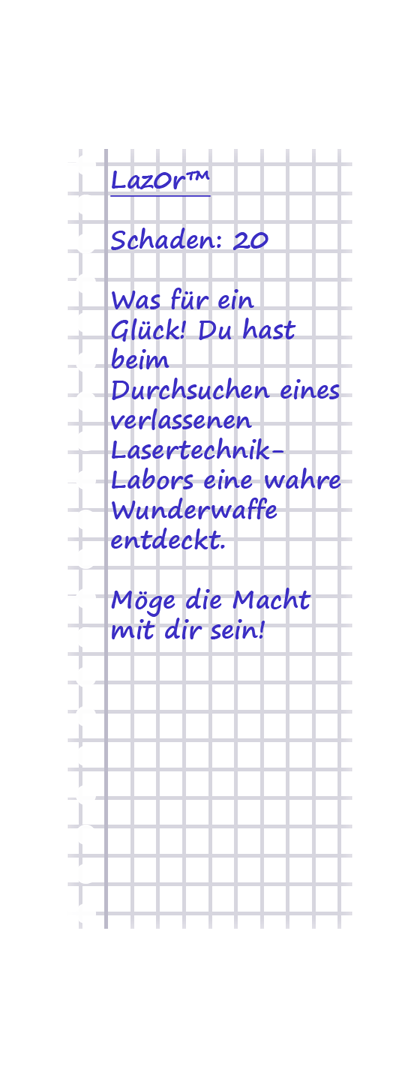 LazOr™
Schaden: 20
Was für ein
Glück! Du hast
beim
Durchsuchen eines
verlassenen
Lasertechnik-
Labors eine wahre
Wunderwaffe
entdeckt.
Möge die Macht
mit dir sein!